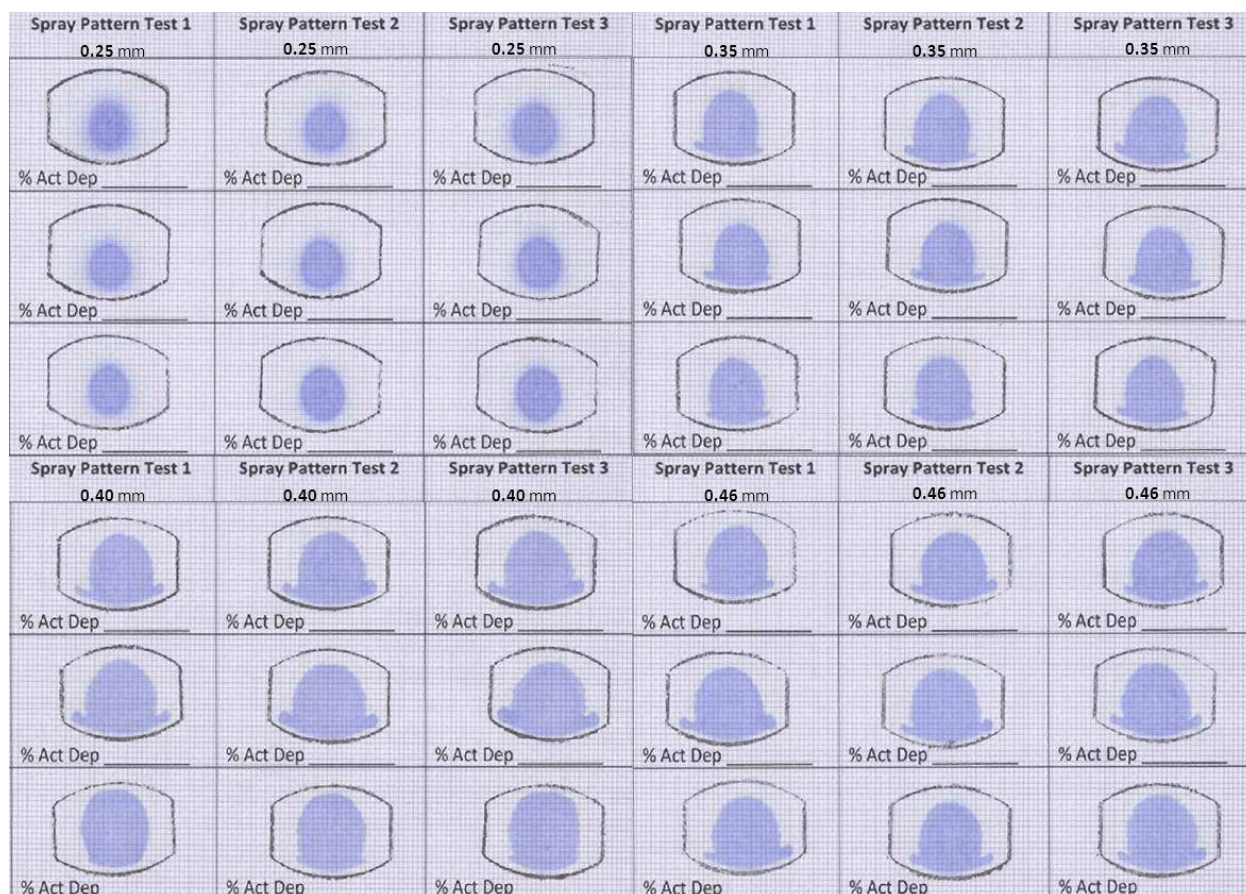 Spray Pattern Test 1 Spray Pattern Test 2 Spray Pattern Test 3 Spray Pattern Test 1 Spray Pattern Test 2 Spray Pattern Test 3
0.25 mm 0.25 mm 0.25 mm 0.35 mm 0.35 mm 0.35 mm
% Act Dep % Act Dep % Act Dep % Act Dep % Act Dep % Act Dep
% Act Dep % Act Dep % Act Dep % Act Dep % Act Dep % Act Dep
% Act Dep % Act Dep % Act Dep % Act Dep % Act Dep % Act Dep
Spray Pattern Test 1 Spray Pattern Test 2 Spray Pattern Test 3 Spray Pattern Test 1 Spray Pattern Test 2 Spray Pattern Test 3
0.40 mm 0.40 mm 0.40 mm 0.46 mm 0.46 mm 0.46 mm
% Act Dep % Act Dep % Act Dep % Act Dep % Act Dep % Act Dep
% Act Dep % Act Dep % Act Dep % Act Dep % Act Dep % Act Dep
% Act Dep % Act Dep % Act Dep % Act Dep % Act Dep % Act Dep